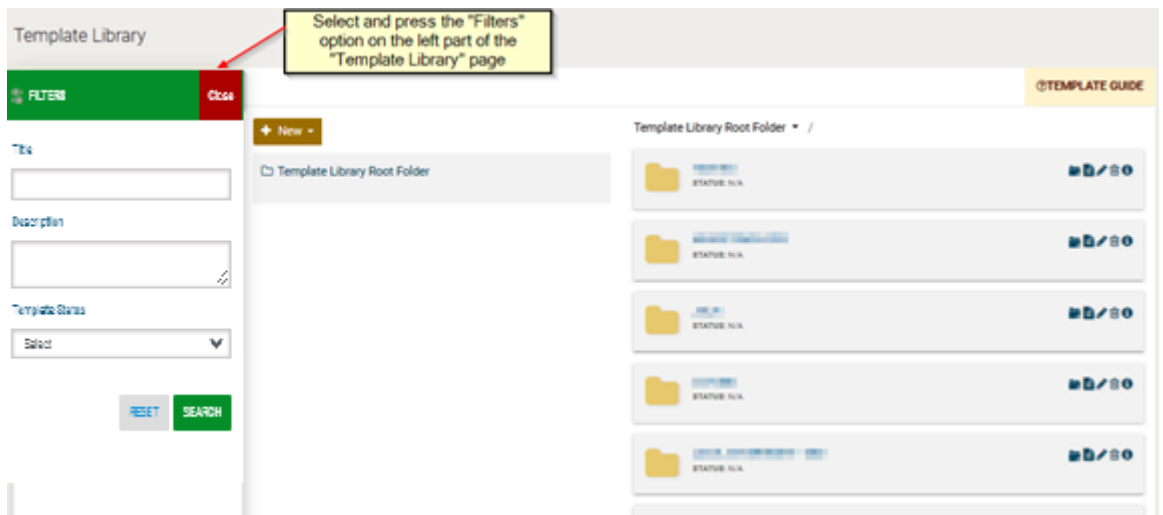 Template Library
Select and press the "Filters"
option on the left part of the
"Template Library" page
FILTERS
Close
TEMPLATE GUIDE
Title
Description
Template Status
Select
RESET
SEARCH
+ New
Template Library Root Folder
Template Library Root Folder /
STATUS: N/A
STATUS: N/A
STATUS: N/A
STATUS: N/A
STATUS: N/A